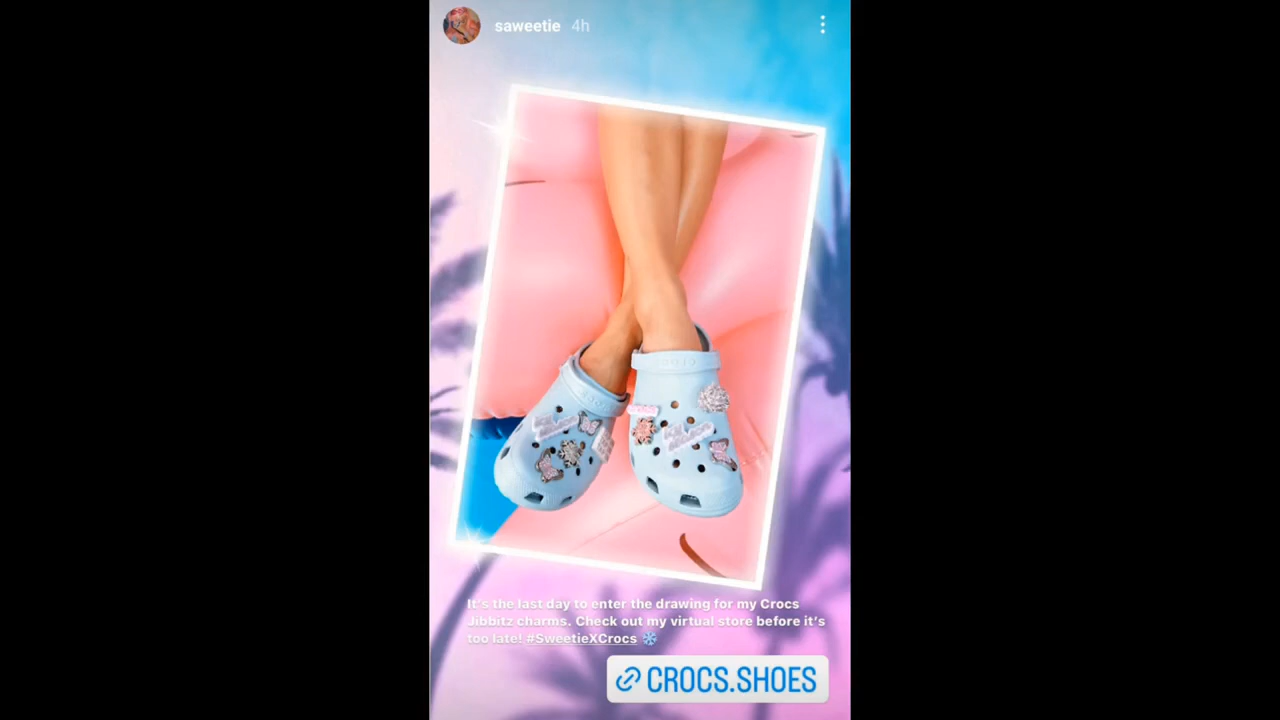 saweetie 4h
It's the last day to enter the drawing for my Crocs
Jibbitz charms. Check out my virtual store before it's
too late! #SweetieXCrocs
CROCS.SHOES